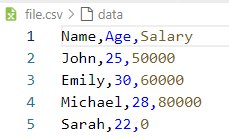 file.csv > data
1 Name,Age,Salary
2 John,25,50000
3 Emily,30,60000
4 Michael,28,80000
5 Sarah,22,0